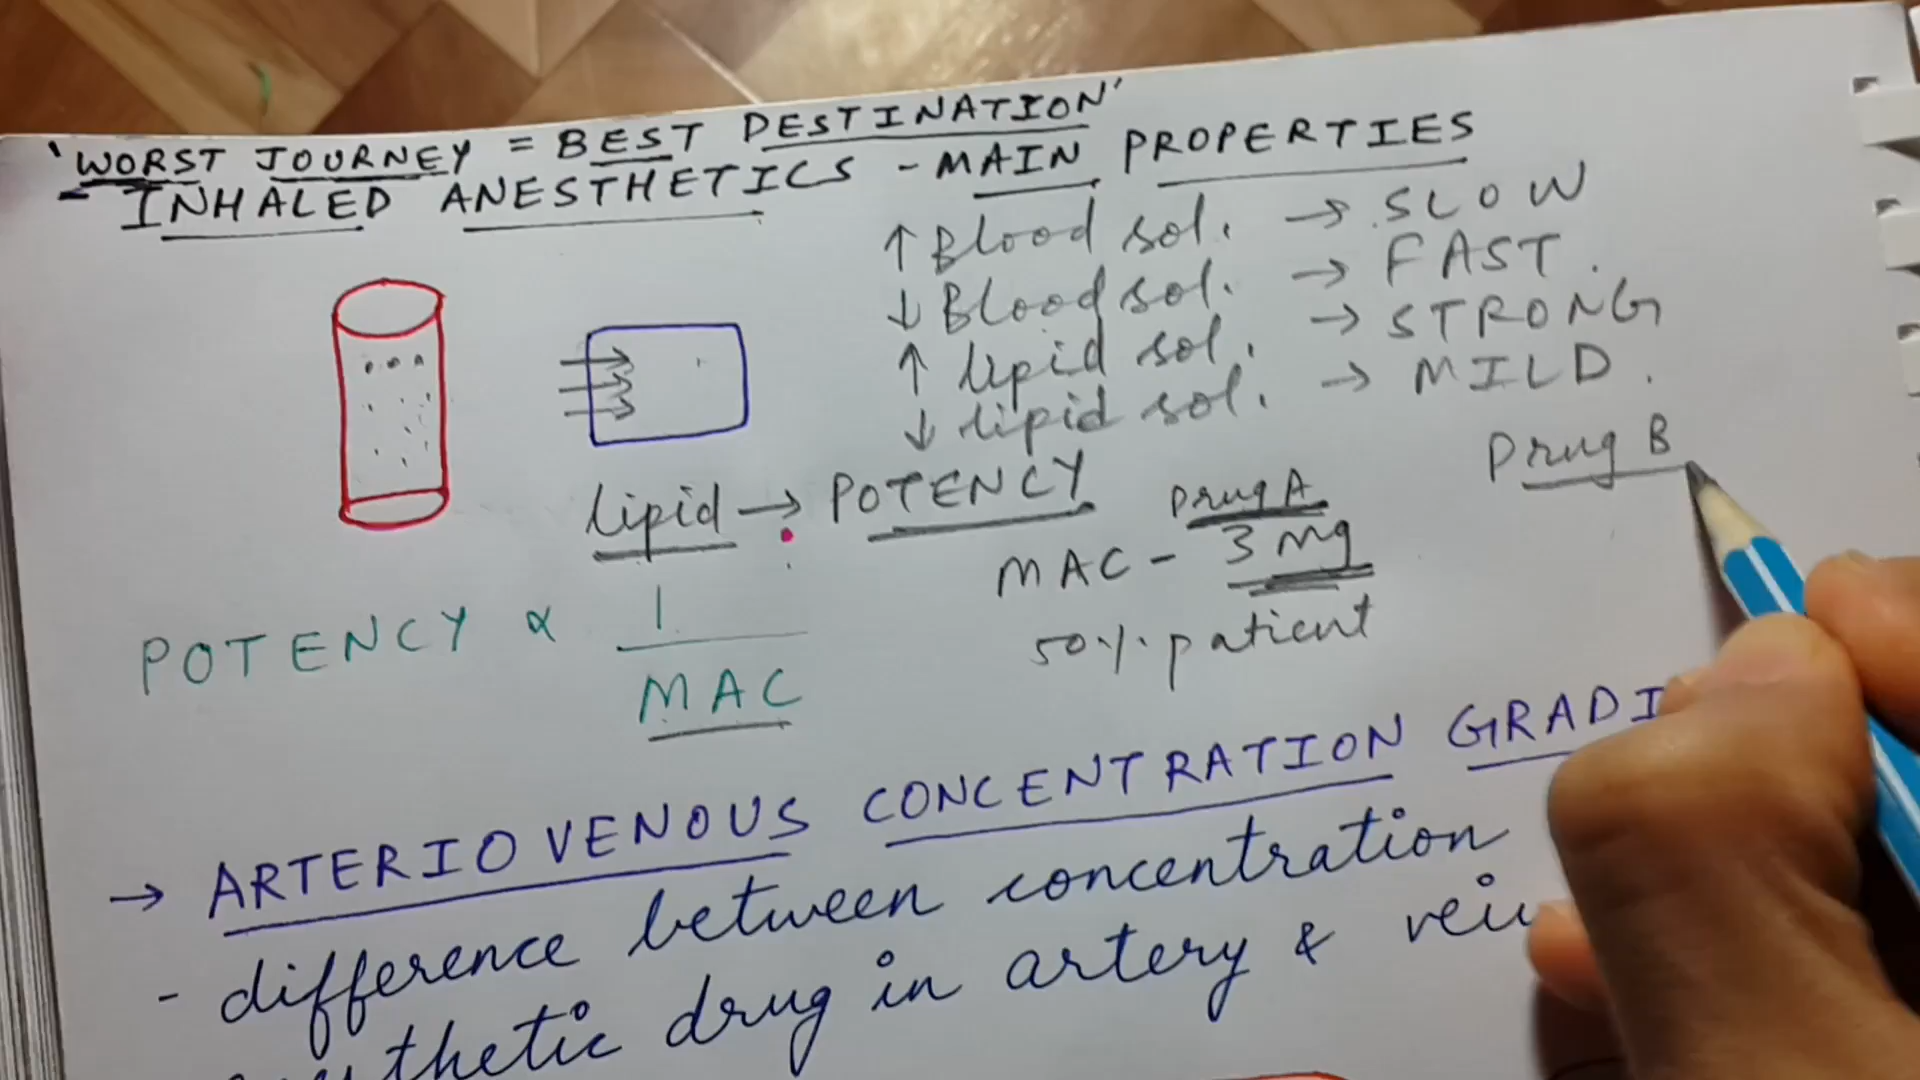 'WORST JOURNEY = BEST DESTINATION'
- INHALED ANESTHETICS - MAIN PROPERTIES
↑ Blood sol. → SLOW
↓ Blood sol. → FAST.
↑ lipid sol. → STRONG
↓ lipid sol. → MILD.
lipid → POTENCY
Drug A
Drug B
MAC - 3 mg
50% patient
POTENCY ∝ 1
MAC
→ ARTERIOVENOUS CONCENTRATION GRADI
- difference between concentration
drug in artery & vei